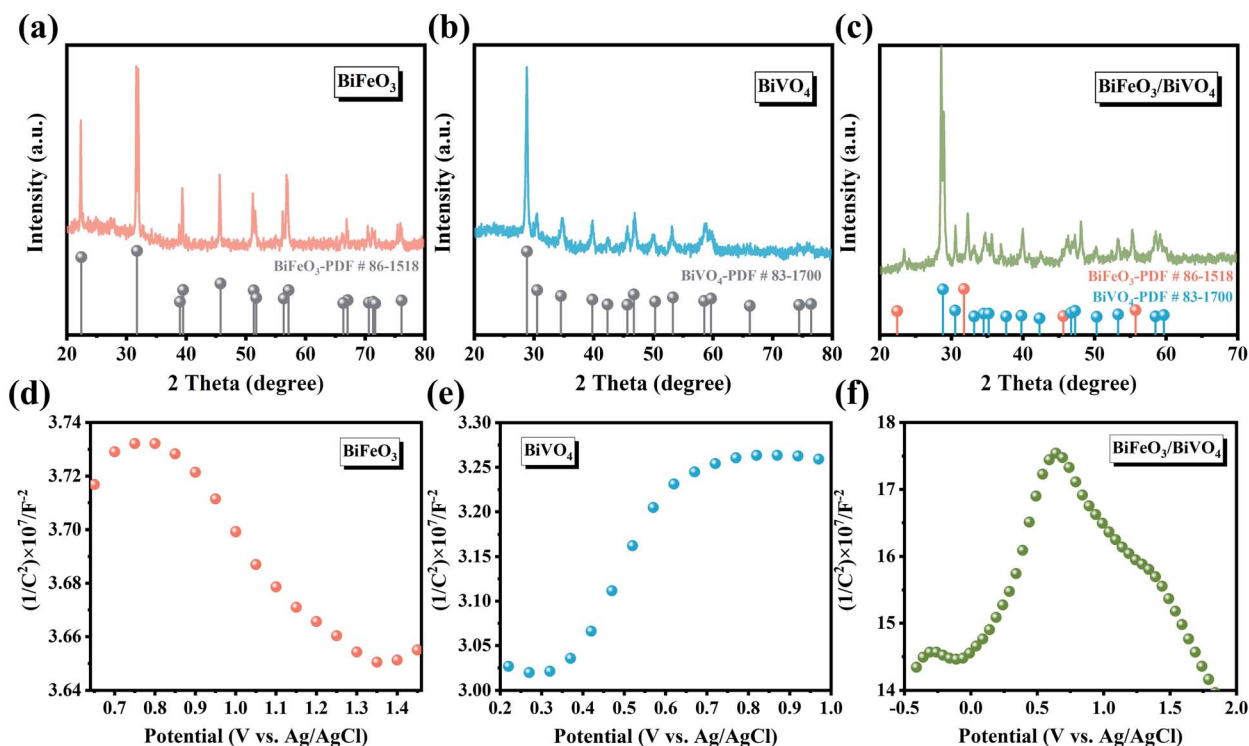 (a)
BiFeO₃
Intensity (a.u.)
BiFeO₃-PDF # 86-1518
20 30 40 50 60 70 80
2 Theta (degree)
(b)
BiVO₄
Intensity (a.u.)
BiVO₄-PDF # 83-1700
20 30 40 50 60 70 80
2 Theta (degree)
(c)
BiFeO₃/BiVO₄
Intensity (a.u.)
BiFeO₃-PDF # 86-1518
BiVO₄-PDF # 83-1700
20 30 40 50 60 70
2 Theta (degree)
(d)
BiFeO₃
(1/C²)×10⁷/F⁻²
3.74
3.72
3.70
3.68
3.66
3.64
0.7 0.8 0.9 1.0 1.1 1.2 1.3 1.4
Potential (V vs. Ag/AgCl)
(e)
BiVO₄
(1/C²)×10⁷/F⁻²
3.30
3.25
3.20
3.15
3.10
3.05
3.00
0.2 0.3 0.4 0.5 0.6 0.7 0.8 0.9 1.0
Potential (V vs. Ag/AgCl)
(f)
BiFeO₃/BiVO₄
(1/C²)×10⁷/F⁻²
18
17
16
15
14
-0.5 0.0 0.5 1.0 1.5 2.0
Potential (V vs. Ag/AgCl)